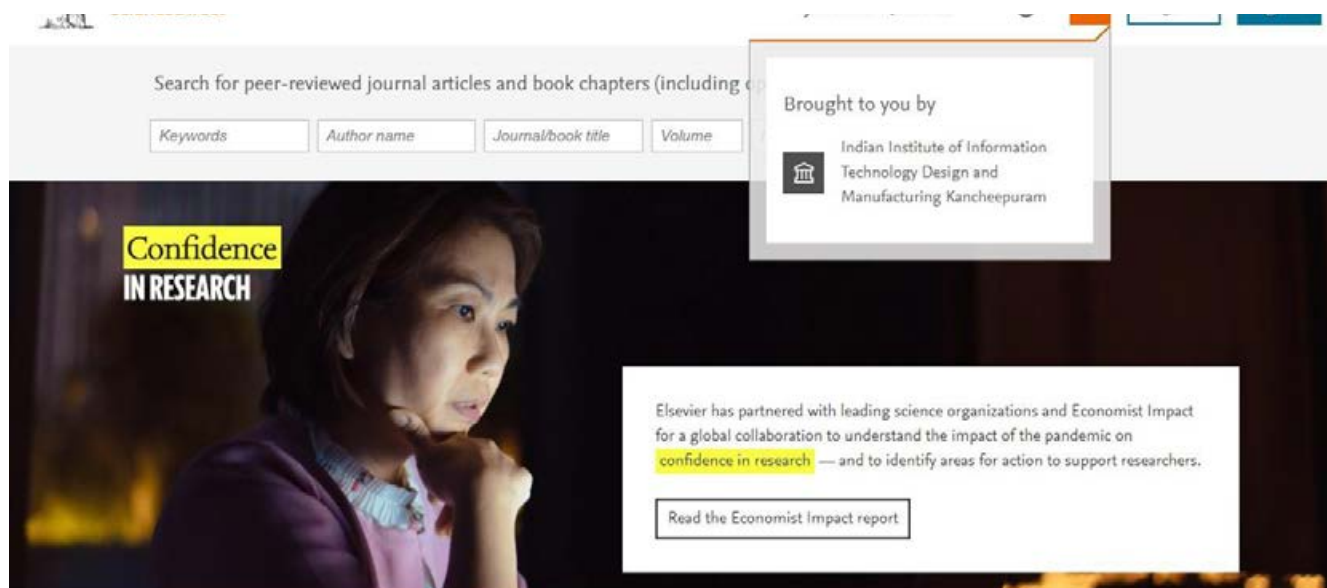 Search for peer-reviewed journal articles and book chapters (including
Keywords
Author name
Journal/book title
Volume
Brought to you by
Indian Institute of Information
Technology Design and
Manufacturing Kancheepuram
Confidence
IN RESEARCH
Elsevier has partnered with leading science organizations and Economist Impact
for a global collaboration to understand the impact of the pandemic on
confidence in research — and to identify areas for action to support researchers.
Read the Economist Impact report